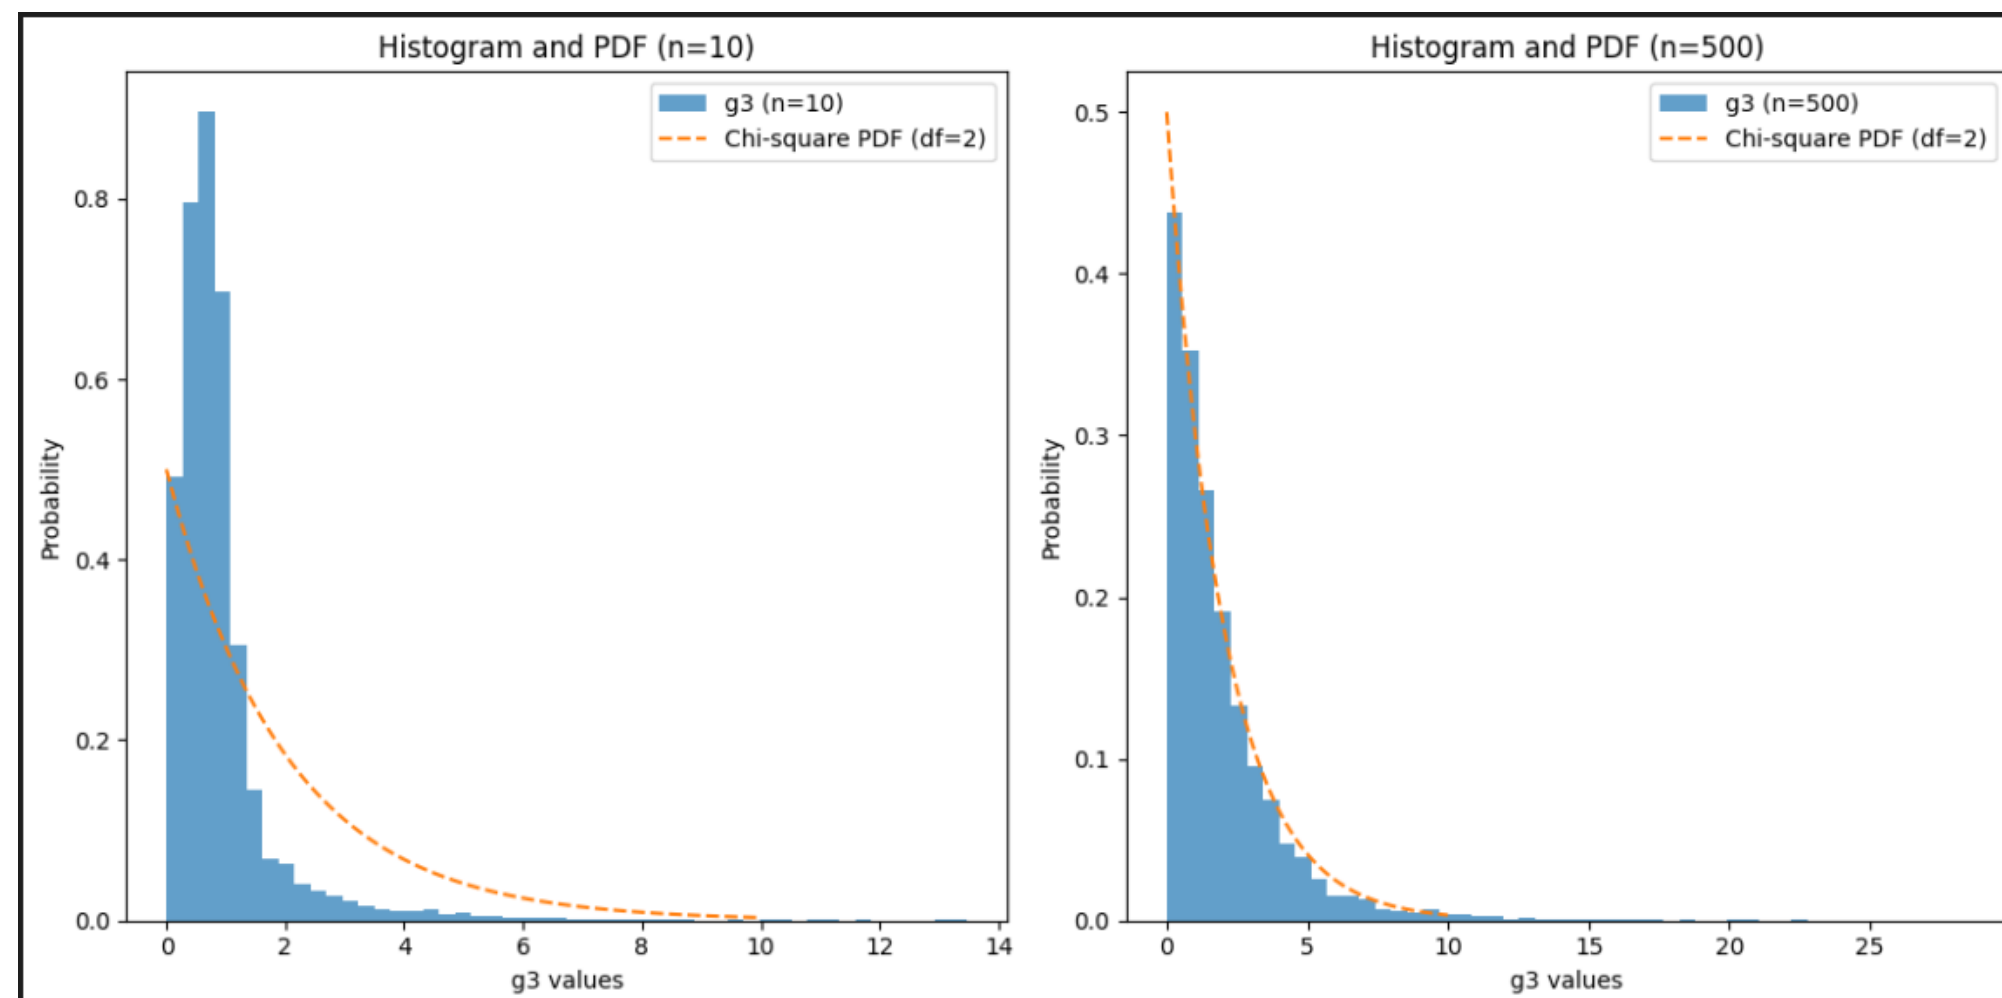 Histogram and PDF (n=10)
g3 (n=10)
Chi-square PDF (df=2)
Probability
0.8
0.6
0.4
0.2
0.0
0 2 4 6 8 10 12 14
g3 values
Histogram and PDF (n=500)
g3 (n=500)
Chi-square PDF (df=2)
Probability
0.5
0.4
0.3
0.2
0.1
0.0
0 5 10 15 20 25
g3 values